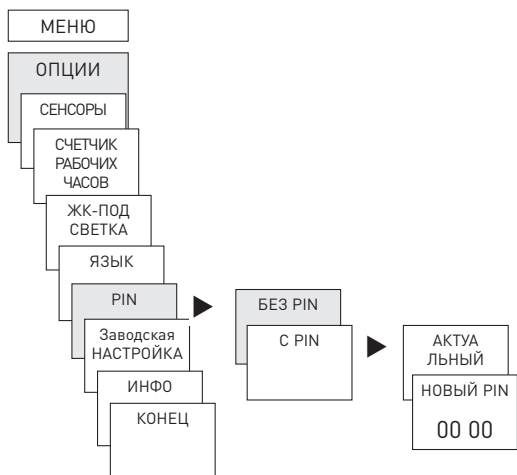 МЕНЮ
ОПЦИИ
СЕНСОРЫ
СЧЕТЧИК
РАБОЧИХ
ЧАСОВ
ЖК-ПОД
СВЕТКА
ЯЗЫК
PIN
Заводская
НАСТРОЙКА
ИНФО
КОНЕЦ
БЕЗ PIN
С PIN
АКТУА
ЛЬНЫЙ
НОВЫЙ PIN
00 00